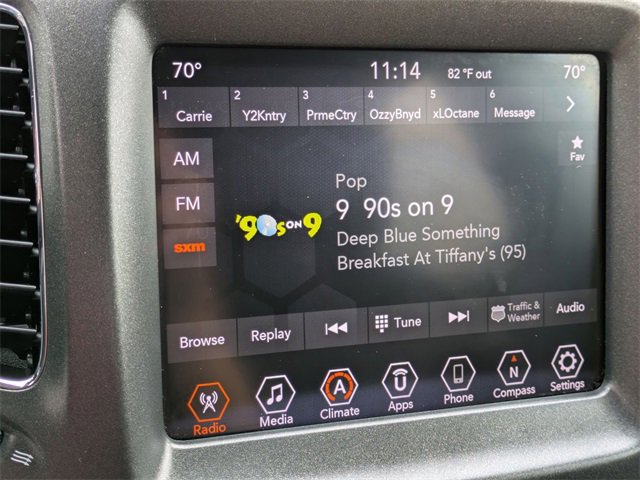 70° 11:14 82 °F out 70°
1 2 3 4 5 6
Carrie Y2Kntry PrmeCtry OzzyBnyd xLOctane Message
AM
Fav
Pop
FM
9 90s on 9
'90s ON 9
sxm
Deep Blue Something
Breakfast At Tiffany's (95)
Browse Replay Tune Traffic & Weather Audio
A
U
N
Radio Media Climate Apps Phone Compass Settings